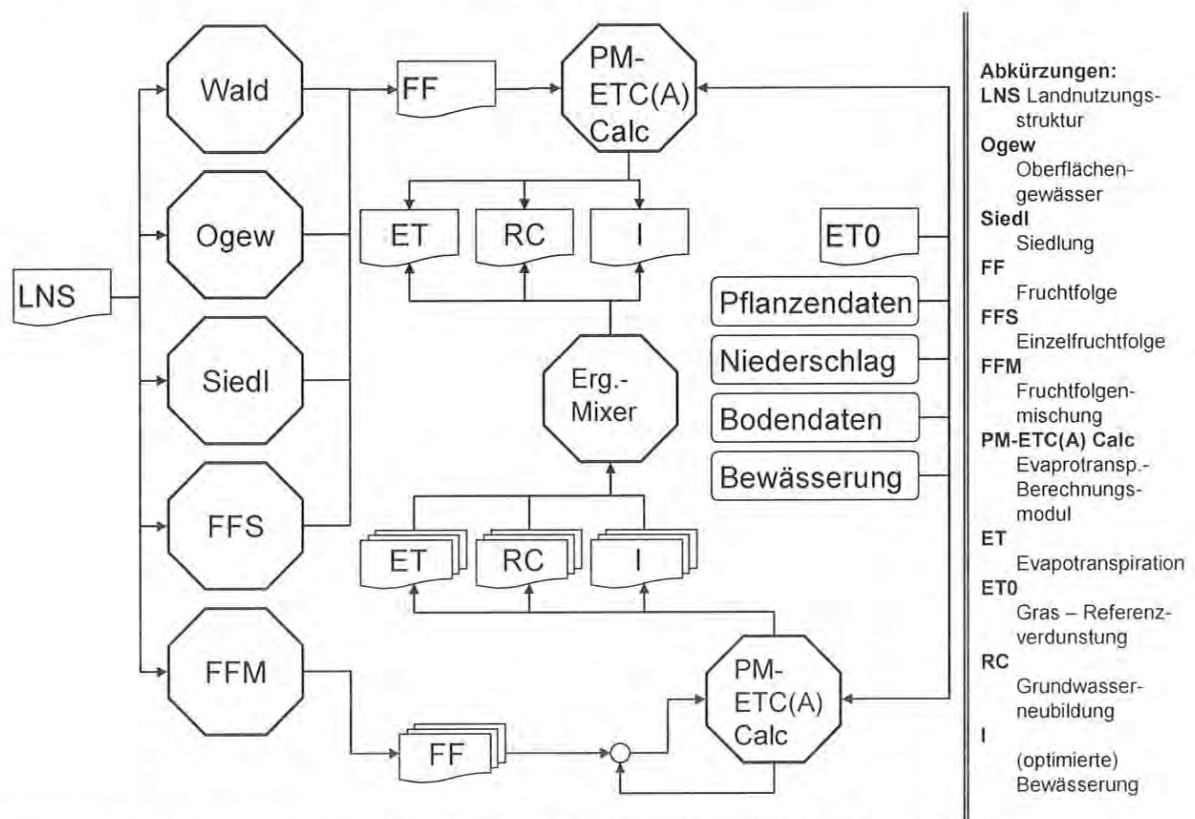 Wald
Ogew
LNS
Siedl
FFS
FFM
FF
PM-
ETC(A)
Calc
ET
RC
I
Erg.-
Mixer
ET
RC
I
FF
PM-
ETC(A)
Calc
ET0
Pflanzendaten
Niederschlag
Bodendaten
Bewässerung
Abkürzungen:
LNS Landnutzungs-
struktur
Ogew
Oberflächen-
gewässer
Siedl
Siedlung
FF
Fruchtfolge
FFS
Einzelfruchtfolge
FFM
Fruchtfolgen-
mischung
PM-ETC(A) Calc
Evaprotransp.-
Berechnungs-
modul
ET
Evapotranspiration
ET0
Gras – Referenz-
verdunstung
RC
Grundwasser-
neubildung
I
(optimierte)
Bewässerung